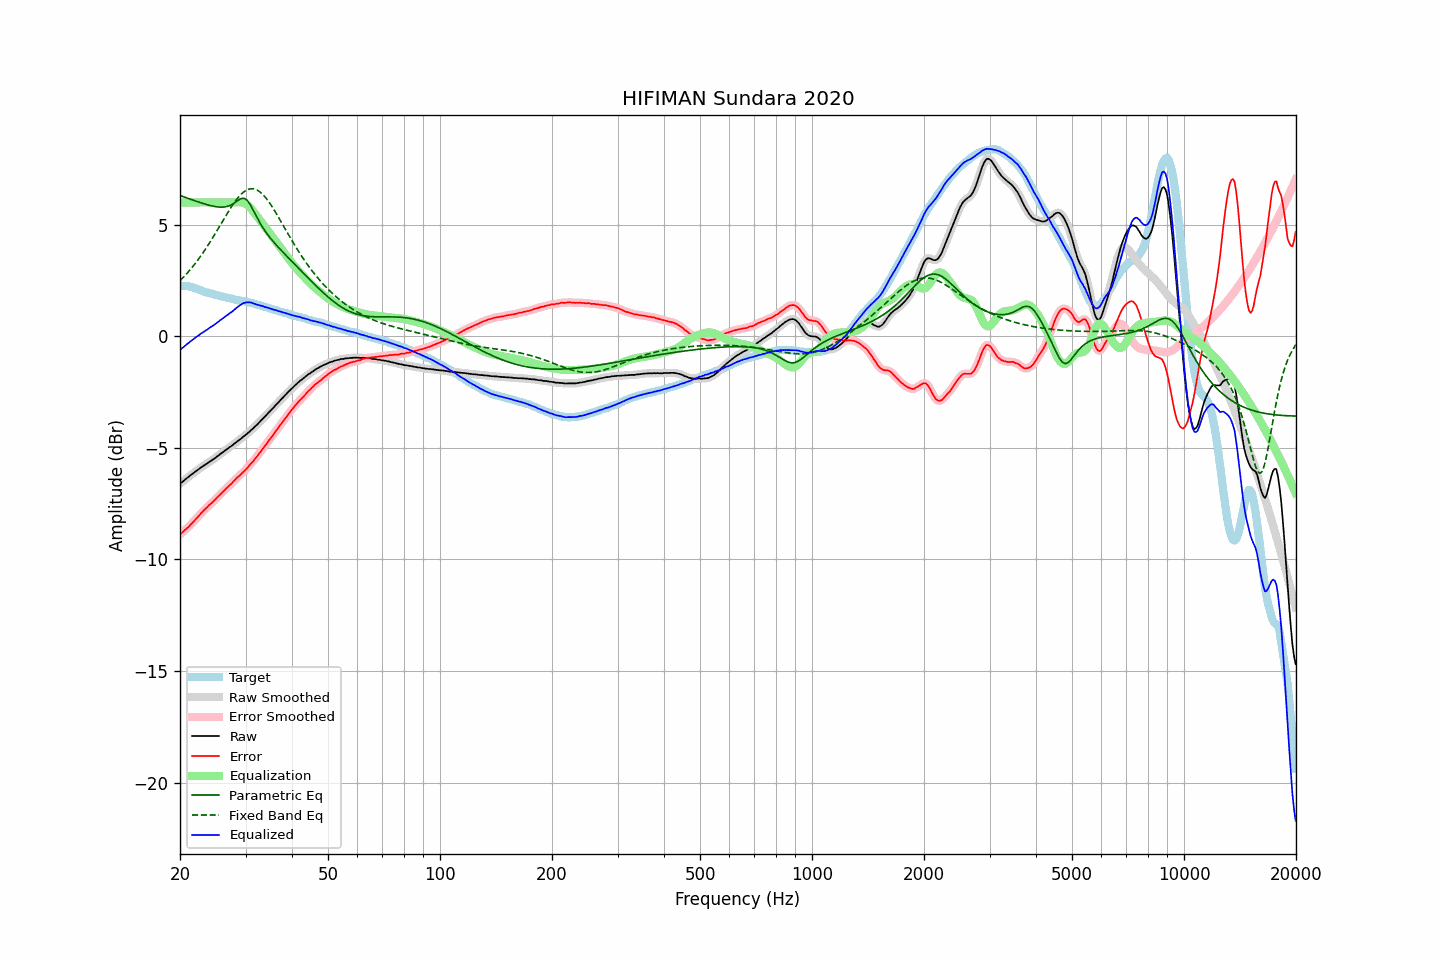 HIFIMAN Sundara 2020
Amplitude (dBr)
5
0
−5
−10
−15
−20
Target
Raw Smoothed
Error Smoothed
Raw
Error
Equalization
Parametric Eq
Fixed Band Eq
Equalized
20 50 100 200 500 1000 2000 5000 10000 20000
Frequency (Hz)